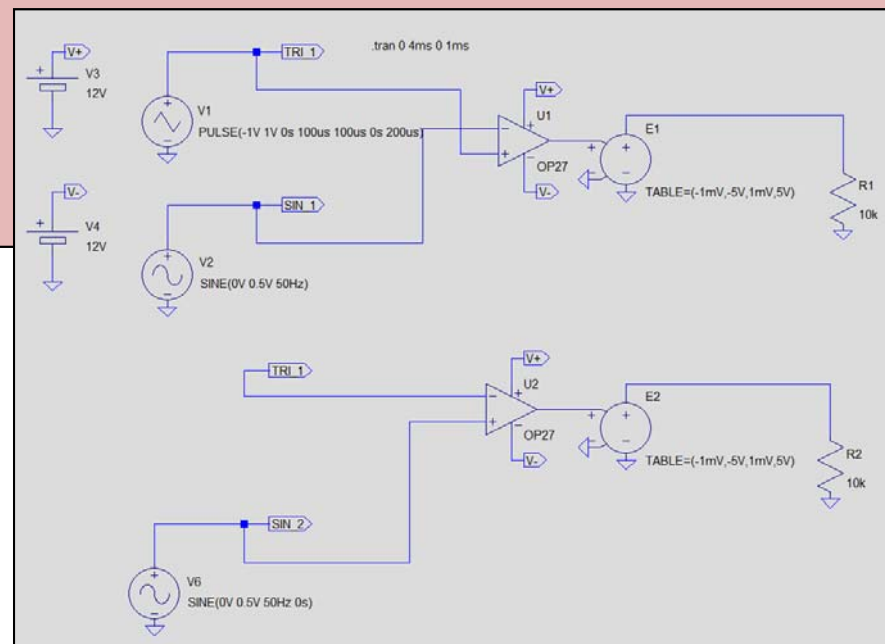 .tran 0 4ms 0 1ms
V+
V3
12V
TRI_1
V1
PULSE(-1V 1V 0s 100us 100us 0s 200us)
V+
U1
OP27
V-
E1
TABLE=(-1mV,-5V,1mV,5V)
R1
10k
V-
V4
12V
SIN_1
V2
SINE(0V 0.5V 50Hz)
TRI_1
V+
U2
OP27
V-
E2
TABLE=(-1mV,-5V,1mV,5V)
R2
10k
SIN_2
V6
SINE(0V 0.5V 50Hz 0s)